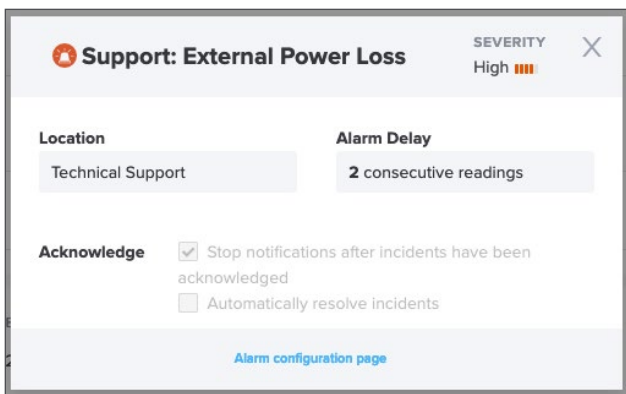 Support: External Power Loss
SEVERITY
High
X
Location
Alarm Delay
Technical Support
2 consecutive readings
Acknowledge
Stop notifications after incidents have been
acknowledged
Automatically resolve incidents
Alarm configuration page